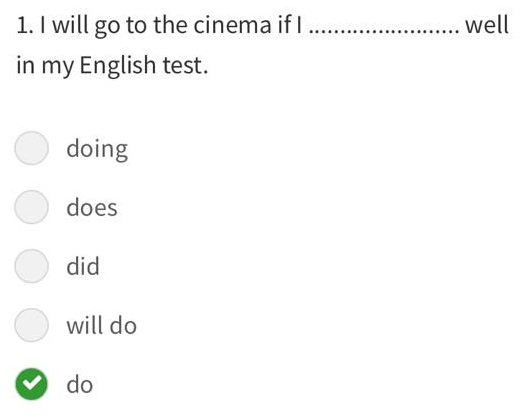 1. I will go to the cinema if I ........................ well
in my English test.
doing
does
did
will do
do